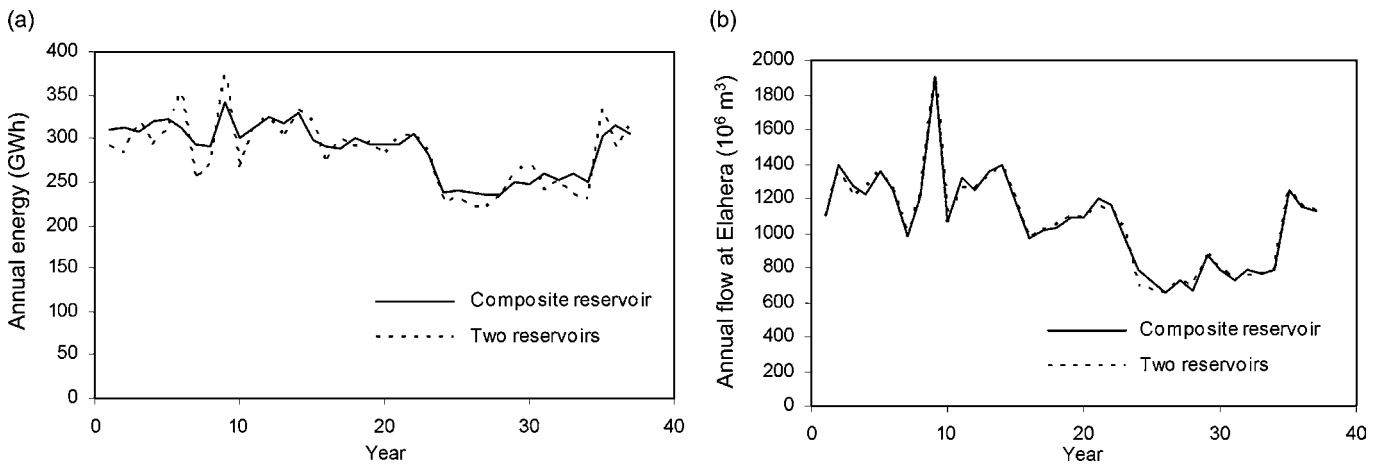 (a)
400
350
300
250
200
150
100
50
0
Annual energy (GWh)
Composite reservoir
Two reservoirs
0 10 20 30 40
Year
(b)
2000
1800
1600
1400
1200
1000
800
600
400
200
0
Annual flow at Elahera (10⁶ m³)
Composite reservoir
Two reservoirs
0 10 20 30 40
Year